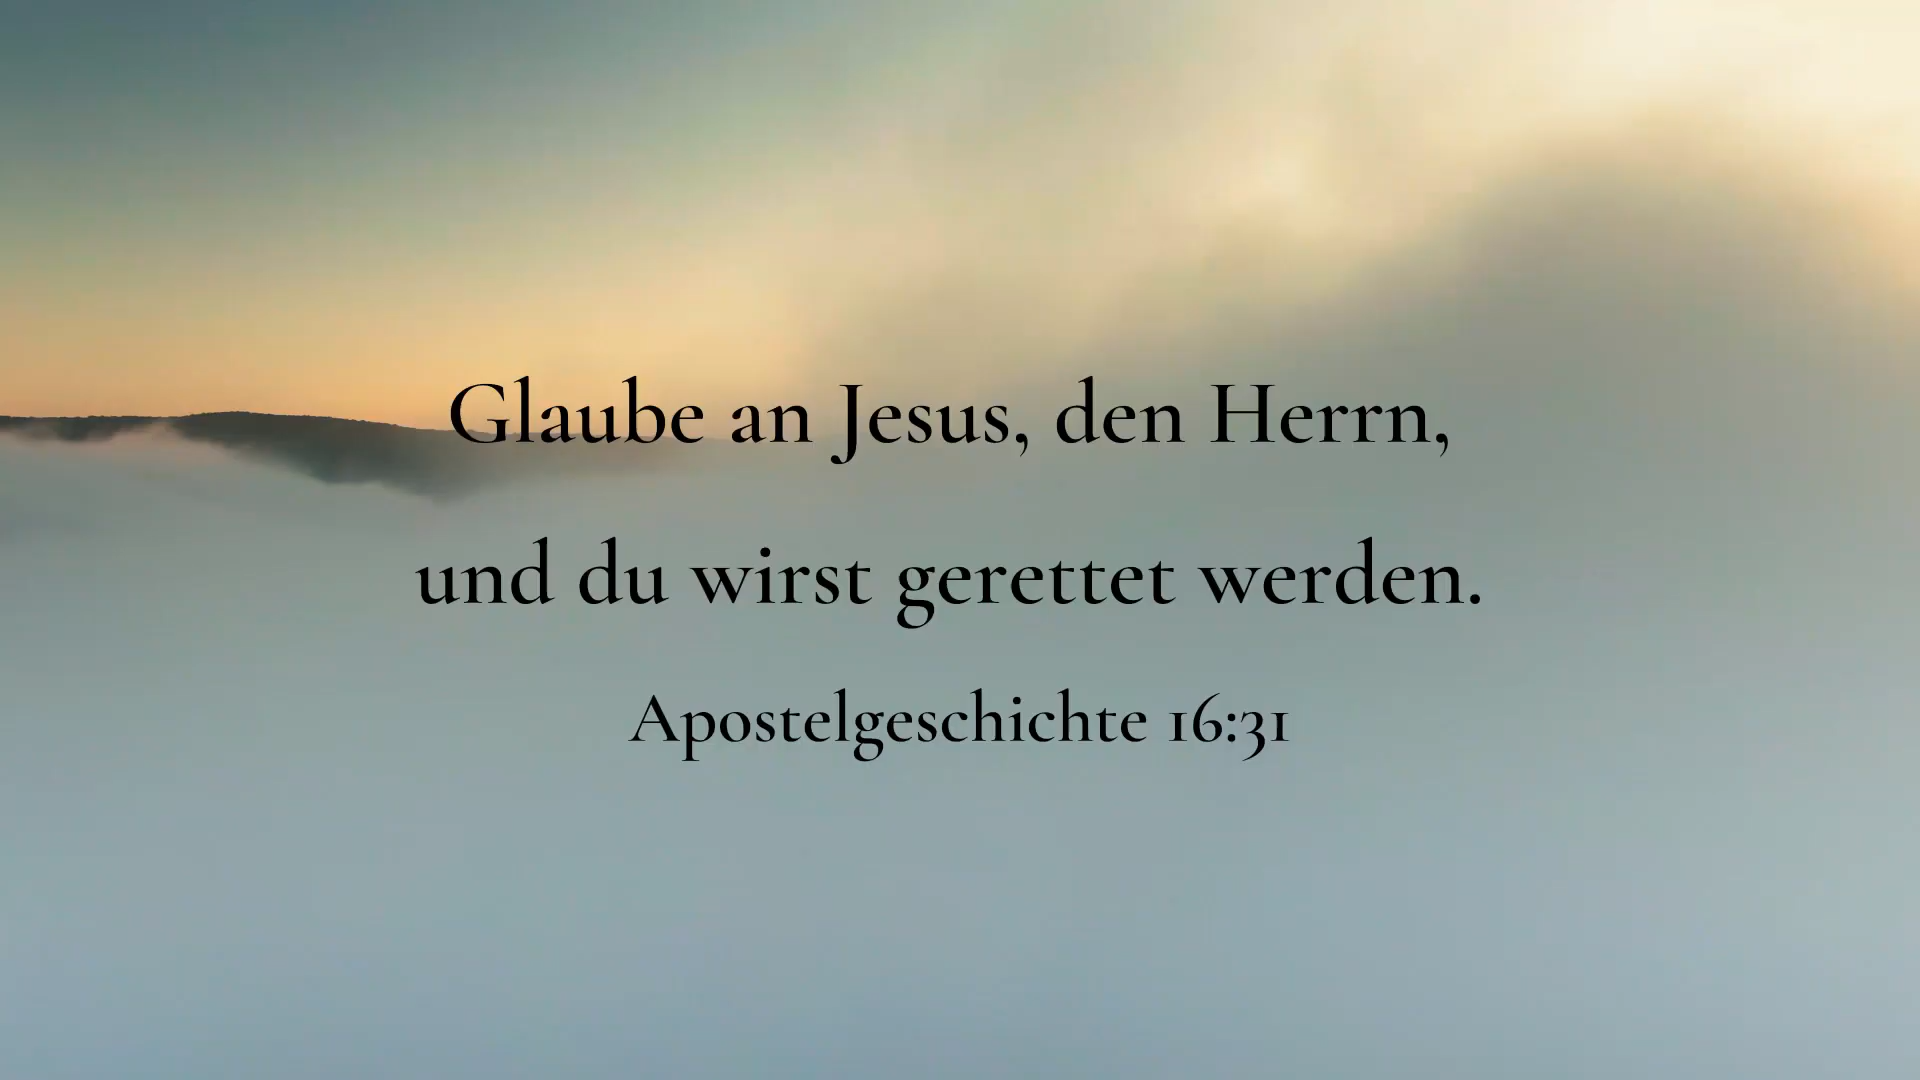 Glaube an Jesus, den Herrn,
und du wirst gerettet werden.
Apostelgeschichte 16:31